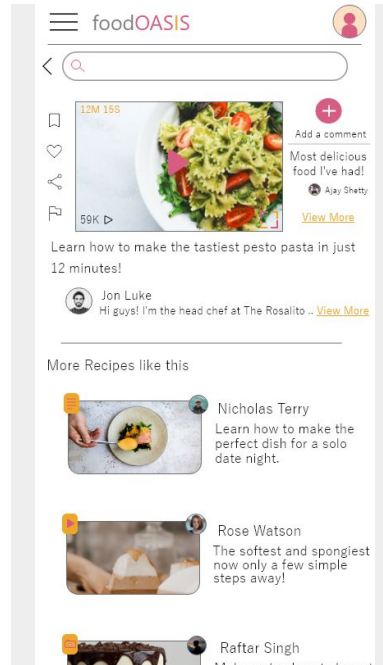 foodOASIS
12M 15S
59K
Add a comment
Most delicious
food I've had!
Ajay Shetty
View More
Learn how to make the tastiest pesto pasta in just
12 minutes!
Jon Luke
Hi guys! I'm the head chef at The Rosalito .. View More
More Recipes like this
Nicholas Terry
Learn how to make the
perfect dish for a solo
date night.
Rose Watson
The softest and spongiest
now only a few simple
steps away!
Raftar Singh